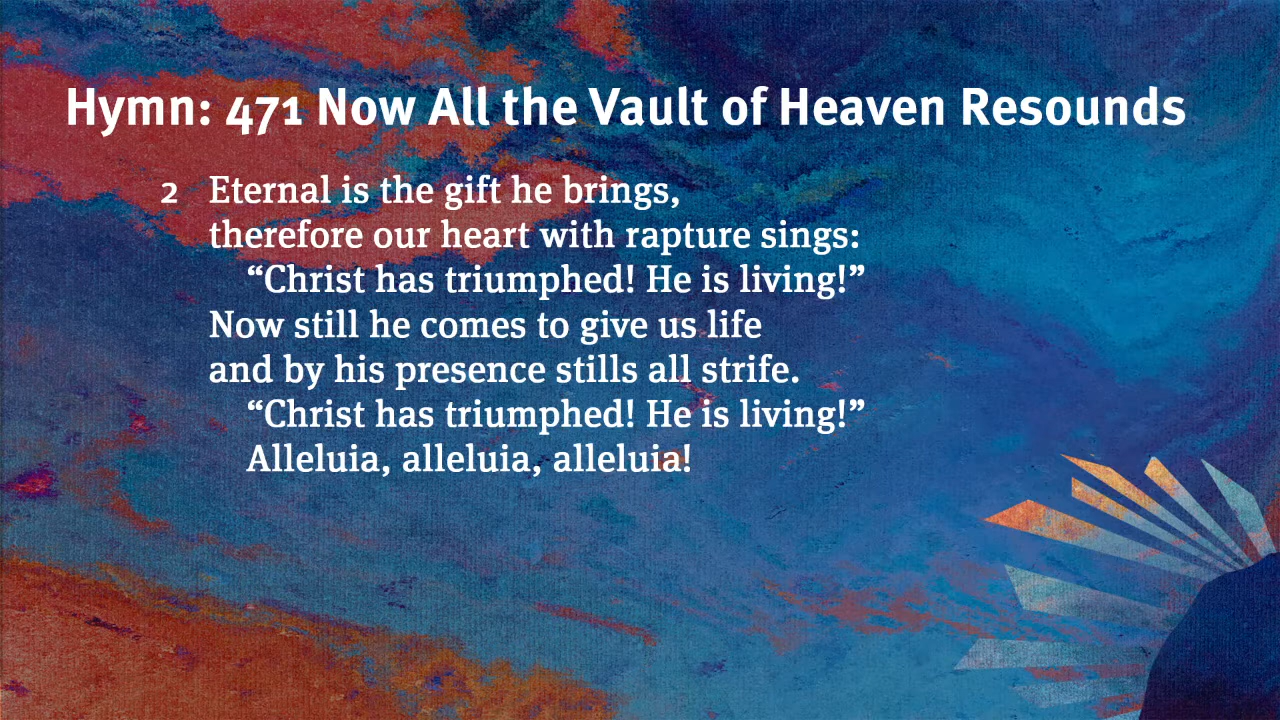 Hymn: 471 Now All the Vault of Heaven Resounds
2 Eternal is the gift he brings,
therefore our heart with rapture sings:
“Christ has triumphed! He is living!”
Now still he comes to give us life
and by his presence stills all strife.
“Christ has triumphed! He is living!”
Alleluia, alleluia, alleluia!